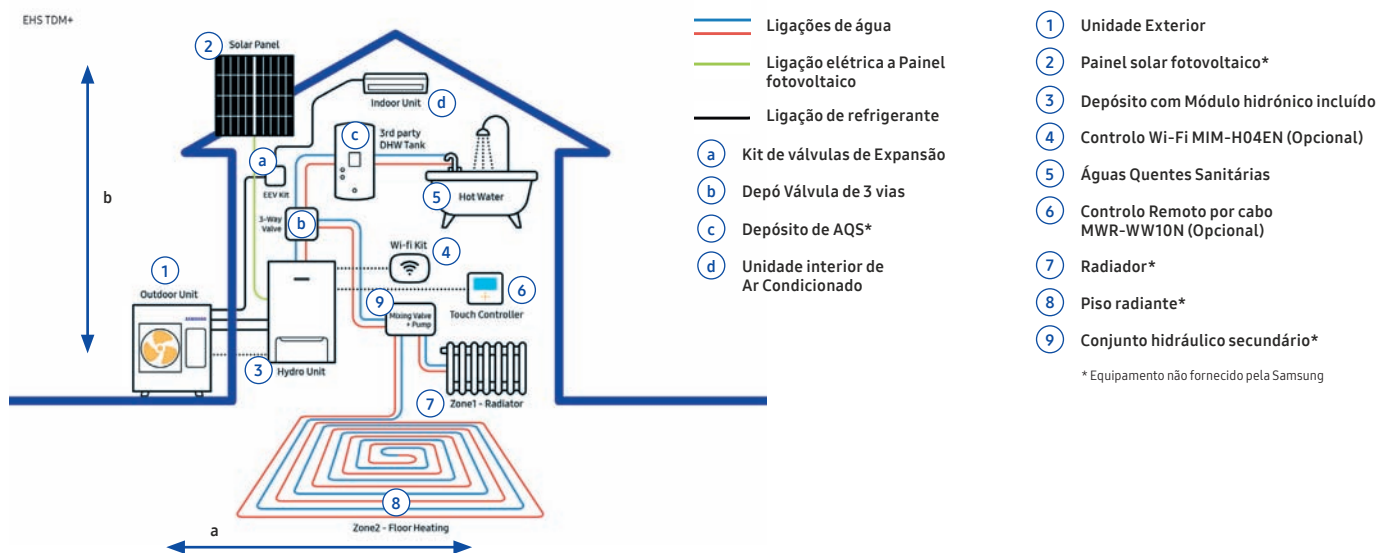 EHS TDM+
2
Solar Panel
b
Indoor Unit
d
c
3rd party
DHW Tank
a
EEV Kit
5
Hot Water
3-Way
Valve
b
Wi-fi Kit
4
1
Outdoor Unit
SAMSUNG
6
Touch Controller
9
Mixing Valve
+ Pump
3
Hydro Unit
7
Zone1 - Radiator
8
Zone2 - Floor Heating
a
Ligações de água
Ligação elétrica a Painel
fotovoltaico
Ligação de refrigerante
a Kit de válvulas de Expansão
b Depó Válvula de 3 vias
c Depósito de AQS*
d Unidade interior de
Ar Condicionado
1 Unidade Exterior
2 Painel solar fotovoltaico*
3 Depósito com Módulo hidrónico incluído
4 Controlo Wi-Fi MIM-H04EN (Opcional)
5 Águas Quentes Sanitárias
6 Controlo Remoto por cabo
MWR-WW10N (Opcional)
7 Radiador*
8 Piso radiante*
9 Conjunto hidráulico secundário*
* Equipamento não fornecido pela Samsung